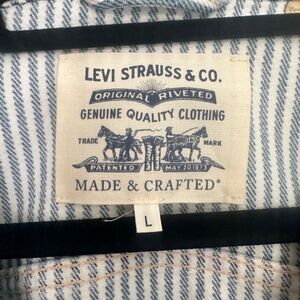 LEVI STRAUSS & CO.
ORIGINAL RIVETED
GENUINE QUALITY CLOTHING
TRADE MARK
PATENTED MAY 20 1873
MADE & CRAFTED®
L